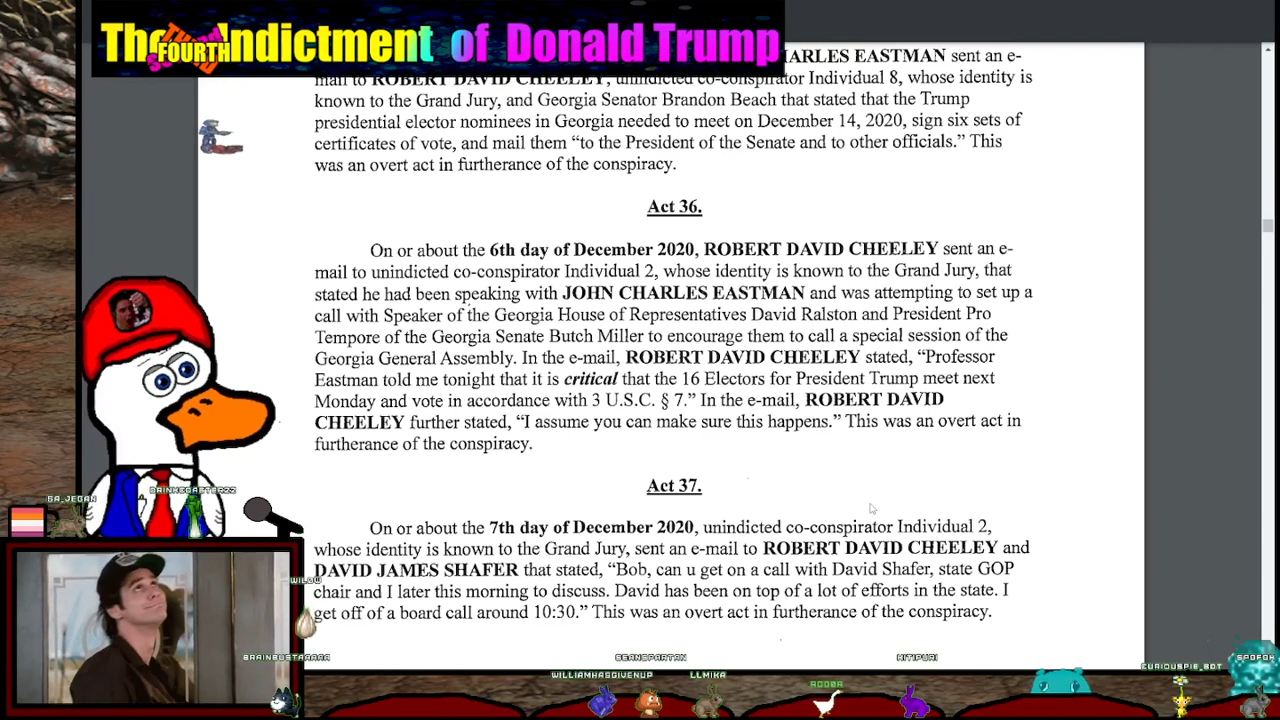 The Indictment of Donald Trump
FOURTH
CHARLES EASTMAN sent an e-
mail to ROBERT DAVID CHEELEY, unindicted co-conspirator Individual 8, whose identity is
known to the Grand Jury, and Georgia Senator Brandon Beach that stated that the Trump
presidential elector nominees in Georgia needed to meet on December 14, 2020, sign six sets of
certificates of vote, and mail them “to the President of the Senate and to other officials.” This
was an overt act in furtherance of the conspiracy.
Act 36.
On or about the 6th day of December 2020, ROBERT DAVID CHEELEY sent an e-
mail to unindicted co-conspirator Individual 2, whose identity is known to the Grand Jury, that
stated he had been speaking with JOHN CHARLES EASTMAN and was attempting to set up a
call with Speaker of the Georgia House of Representatives David Ralston and President Pro
Tempore of the Georgia Senate Butch Miller to encourage them to call a special session of the
Georgia General Assembly. In the e-mail, ROBERT DAVID CHEELEY stated, “Professor
Eastman told me tonight that it is critical that the 16 Electors for President Trump meet next
Monday and vote in accordance with 3 U.S.C. § 7.” In the e-mail, ROBERT DAVID
CHEELEY further stated, “I assume you can make sure this happens.” This was an overt act in
furtherance of the conspiracy.
Act 37.
On or about the 7th day of December 2020, unindicted co-conspirator Individual 2,
whose identity is known to the Grand Jury, sent an e-mail to ROBERT DAVID CHEELEY and
DAVID JAMES SHAFER that stated, “Bob, can u get on a call with David Shafer, state GOP
chair and I later this morning to discuss. David has been on top of a lot of efforts in the state. I
get off of a board call around 10:30.” This was an overt act in furtherance of the conspiracy.
BA_JEGAN
DRINKCOASTER22
WILOW
BRAINBUSTAAAAA
BEANSPARTAN
KITIPURI
WILLIAMHASGIVENUP
LLMIKA
CURIOUSPIE_BOT